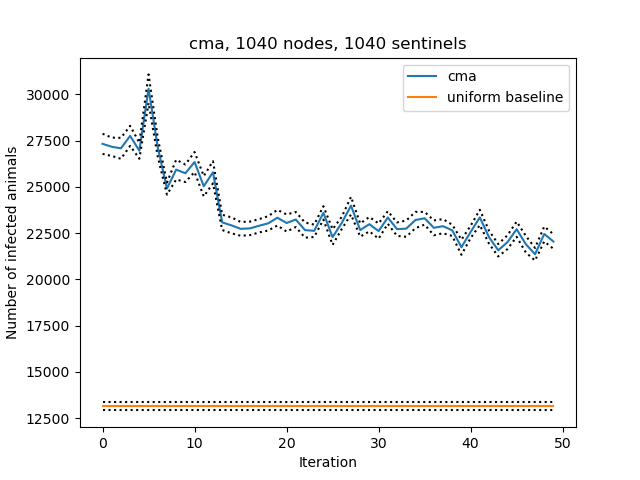 cma, 1040 nodes, 1040 sentinels
cma
uniform baseline
Number of infected animals
30000
27500
25000
22500
20000
17500
15000
12500
0
10
20
30
40
50
Iteration